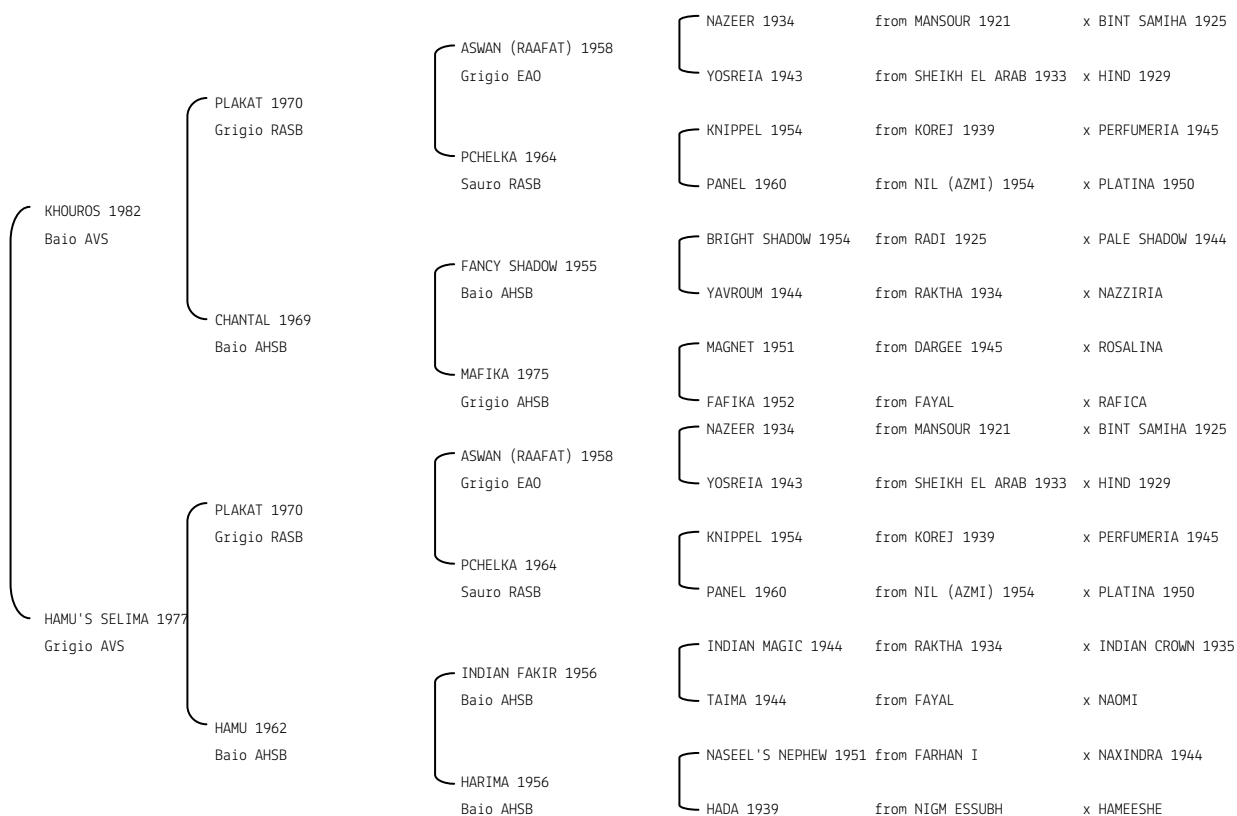 NAZEER 1934 from MANSOUR 1921 x BINT SAMIHA 1925
ASWAN (RAAFAT) 1958
Grigio EAO YOSREIA 1943 from SHEIKH EL ARAB 1933 x HIND 1929
PLAKAT 1970
Grigio RASB KNIPPEL 1954 from KOREJ 1939 x PERFUMERIA 1945
PCHELKA 1964
Sauro RASB PANEL 1960 from NIL (AZMI) 1954 x PLATINA 1950
KHOUROS 1982
Baio AVS BRIGHT SHADOW 1954 from RADI 1925 x PALE SHADOW 1944
FANCY SHADOW 1955
Baio AHSB YAVROUM 1944 from RAKTHA 1934 x NAZZIRIA
CHANTAL 1969
Baio AHSB MAGNET 1951 from DARGEE 1945 x ROSALINA
MAFIKA 1975
Grigio AHSB FAFIKA 1952 from FAYAL x RAFICA
NAZEER 1934 from MANSOUR 1921 x BINT SAMIHA 1925
ASWAN (RAAFAT) 1958
Grigio EAO YOSREIA 1943 from SHEIKH EL ARAB 1933 x HIND 1929
PLAKAT 1970
Grigio RASB KNIPPEL 1954 from KOREJ 1939 x PERFUMERIA 1945
PCHELKA 1964
Sauro RASB PANEL 1960 from NIL (AZMI) 1954 x PLATINA 1950
HAMU'S SELIMA 1977
Grigio AVS INDIAN MAGIC 1944 from RAKTHA 1934 x INDIAN CROWN 1935
INDIAN FAKIR 1956
Baio AHSB TAIMA 1944 from FAYAL x NAOMI
HAMU 1962
Baio AHSB NASEEL'S NEPHEW 1951 from FARHAN I x NAXINDRA 1944
HARIMA 1956
Baio AHSB HADA 1939 from NIGM ESSUBH x HAMEESHE